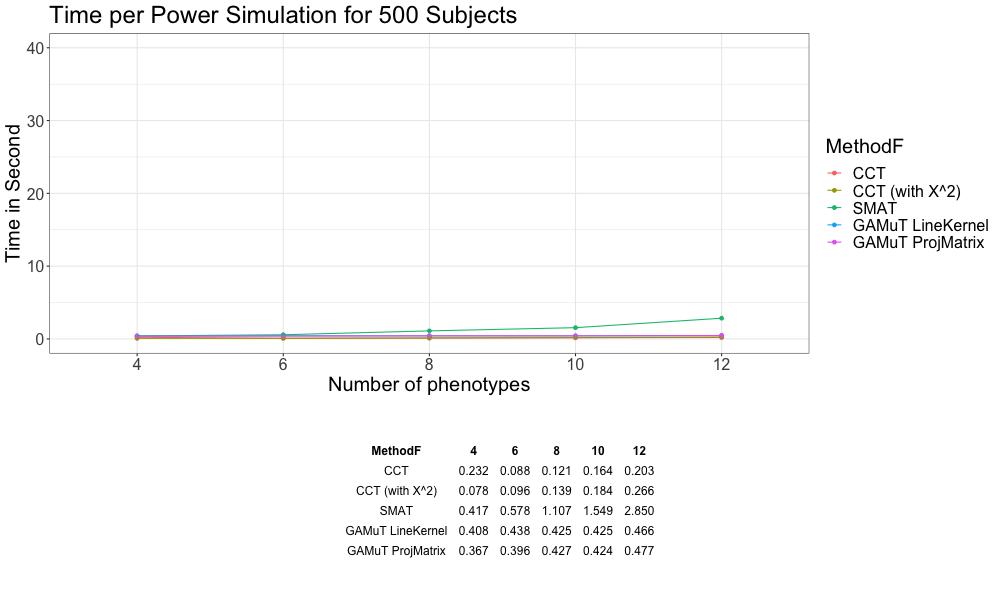 Time per Power Simulation for 500 Subjects
Time in Second
40
30
20
10
0
4 6 8 10 12
Number of phenotypes
MethodF
CCT
CCT (with X^2)
SMAT
GAMuT LineKernel
GAMuT ProjMatrix
MethodF 4 6 8 10 12
CCT 0.232 0.088 0.121 0.164 0.203
CCT (with X^2) 0.078 0.096 0.139 0.184 0.266
SMAT 0.417 0.578 1.107 1.549 2.850
GAMuT LineKernel 0.408 0.438 0.425 0.425 0.466
GAMuT ProjMatrix 0.367 0.396 0.427 0.424 0.477